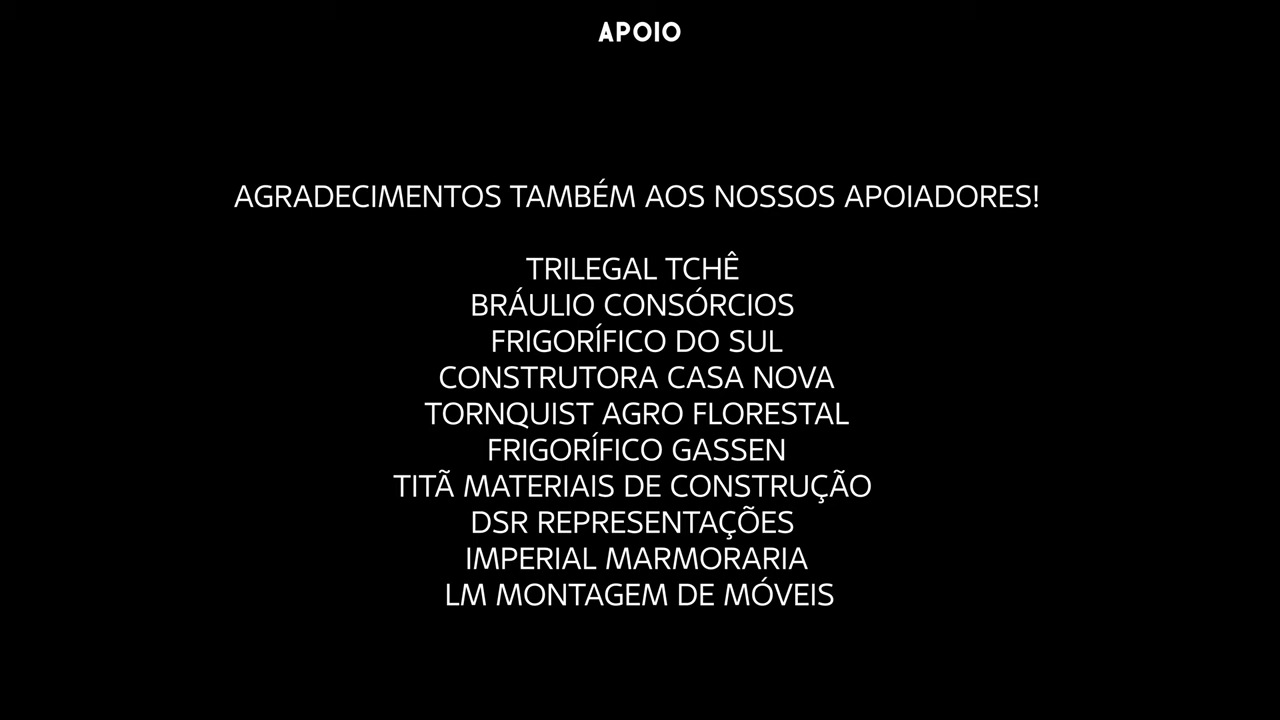 APOIO
AGRADECIMENTOS TAMBÉM AOS NOSSOS APOIADORES!
TRILEGAL TCHÊ
BRÁULIO CONSÓRCIOS
FRIGORÍFICO DO SUL
CONSTRUTORA CASA NOVA
TORNQUIST AGRO FLORESTAL
FRIGORÍFICO GASSEN
TITÃ MATERIAIS DE CONSTRUÇÃO
DSR REPRESENTAÇÕES
IMPERIAL MARMORARIA
LM MONTAGEM DE MÓVEIS